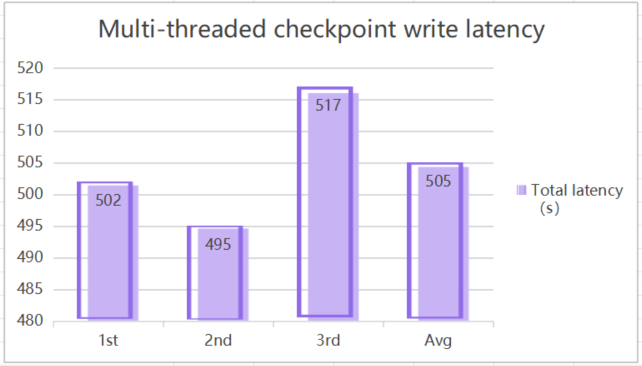 Multi-threaded checkpoint write latency
520
515
510
505
500
495
490
485
480
502
495
517
505
1st
2nd
3rd
Avg
Total latency
(s)